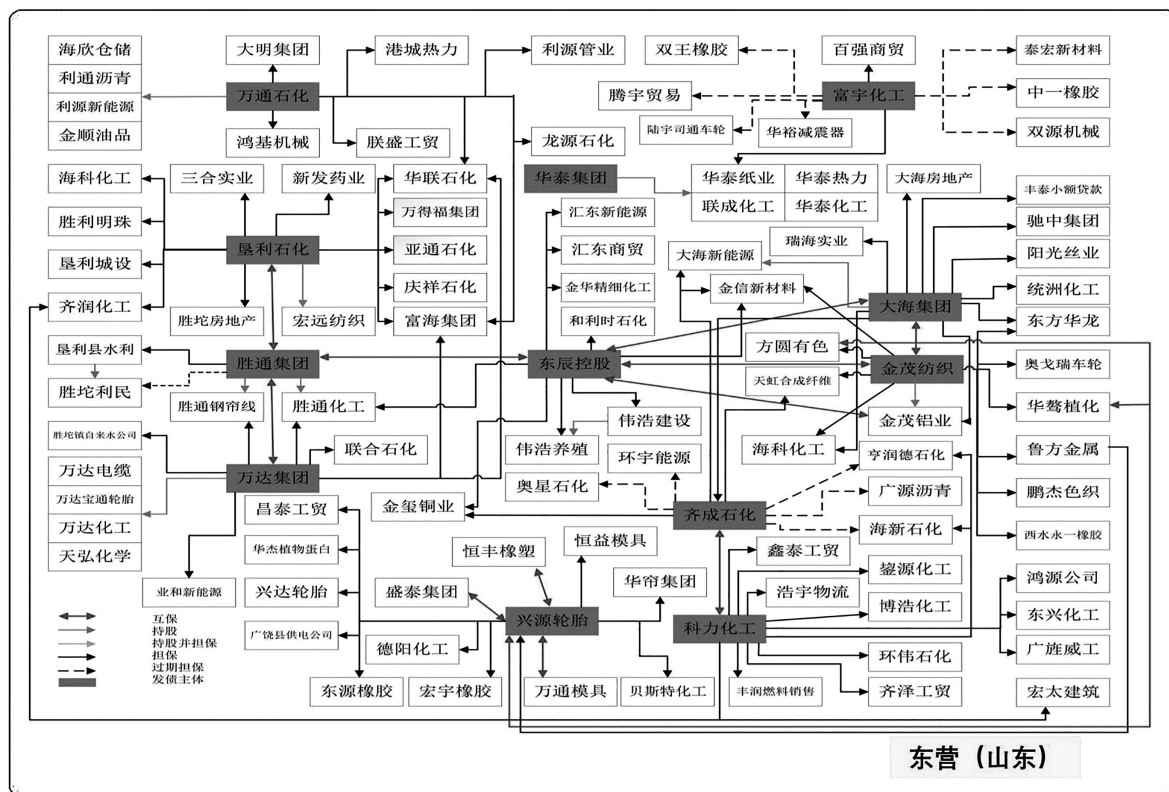 海欣仓储
利通沥青
利源新能源
金顺油品
大明集团
万通石化
鸿基机械
港城热力
联盛工贸
利源管业
龙源石化
双王橡胶
百强商贸
腾宇贸易
富宇化工
陆宇司通车轮
华裕减震器
泰宏新材料
中一橡胶
双源机械
海科化工
胜利明珠
垦利城设
齐润化工
三合实业
新发药业
垦利石化
胜坨房地产
宏远纺织
华联石化
万得福集团
亚通石化
庆祥石化
富海集团
华泰集团
华泰纸业
华泰热力
联成化工
华泰化工
汇东新能源
汇东商贸
金华精细化工
和利时石化
大海房地产
丰泰小额贷款
驰中集团
瑞海实业
大海新能源
阳光丝业
金信新材料
大海集团
统洲化工
东方华龙
垦利县水利
胜坨利民
胜通集团
胜通钢帘线
胜通化工
东辰控股
方圆有色
天虹合成纤维
金茂纺织
奥戈瑞车轮
华骜植化
金茂铝业
海科化工
伟浩建设
伟浩养殖
胜坨镇自来水公司
万达电缆
万达宝通轮胎
万达化工
天弘化学
万达集团
联合石化
业和新能源
环宇能源
奥星石化
金玺铜业
齐成石化
亨润德石化
广源沥青
海新石化
鲁方金属
鹏杰色织
西水永一橡胶
昌泰工贸
华杰植物蛋白
兴达轮胎
广饶县供电公司
东源橡胶
德阳化工
宏宇橡胶
恒丰橡塑
恒益模具
盛泰集团
兴源轮胎
华帘集团
万通模具
贝斯特化工
鑫泰工贸
鋆源化工
浩宇物流
博浩化工
科力化工
环伟石化
丰润燃料销售
齐泽工贸
鸿源公司
东兴化工
广旌威工
宏太建筑
互保
持股
持股并担保
担保
过期担保
发债主体
东营（山东）